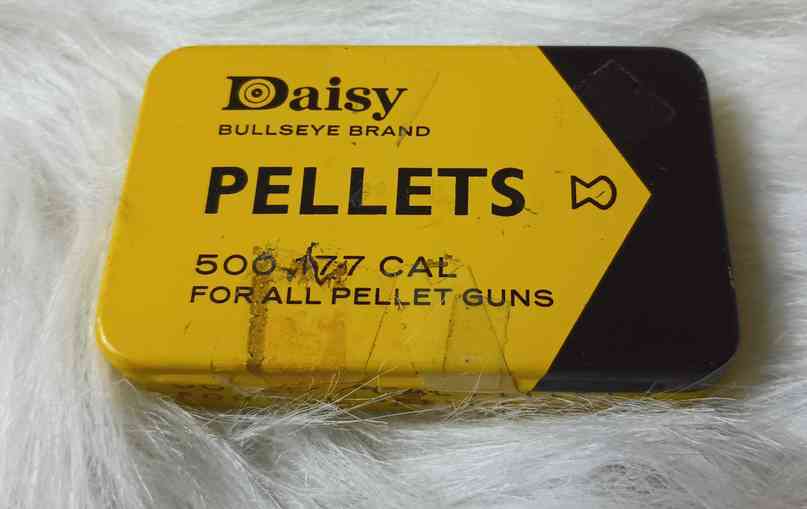 Daisy
BULLSEYE BRAND
PELLETS
500 .177 CAL
FOR ALL PELLET GUNS